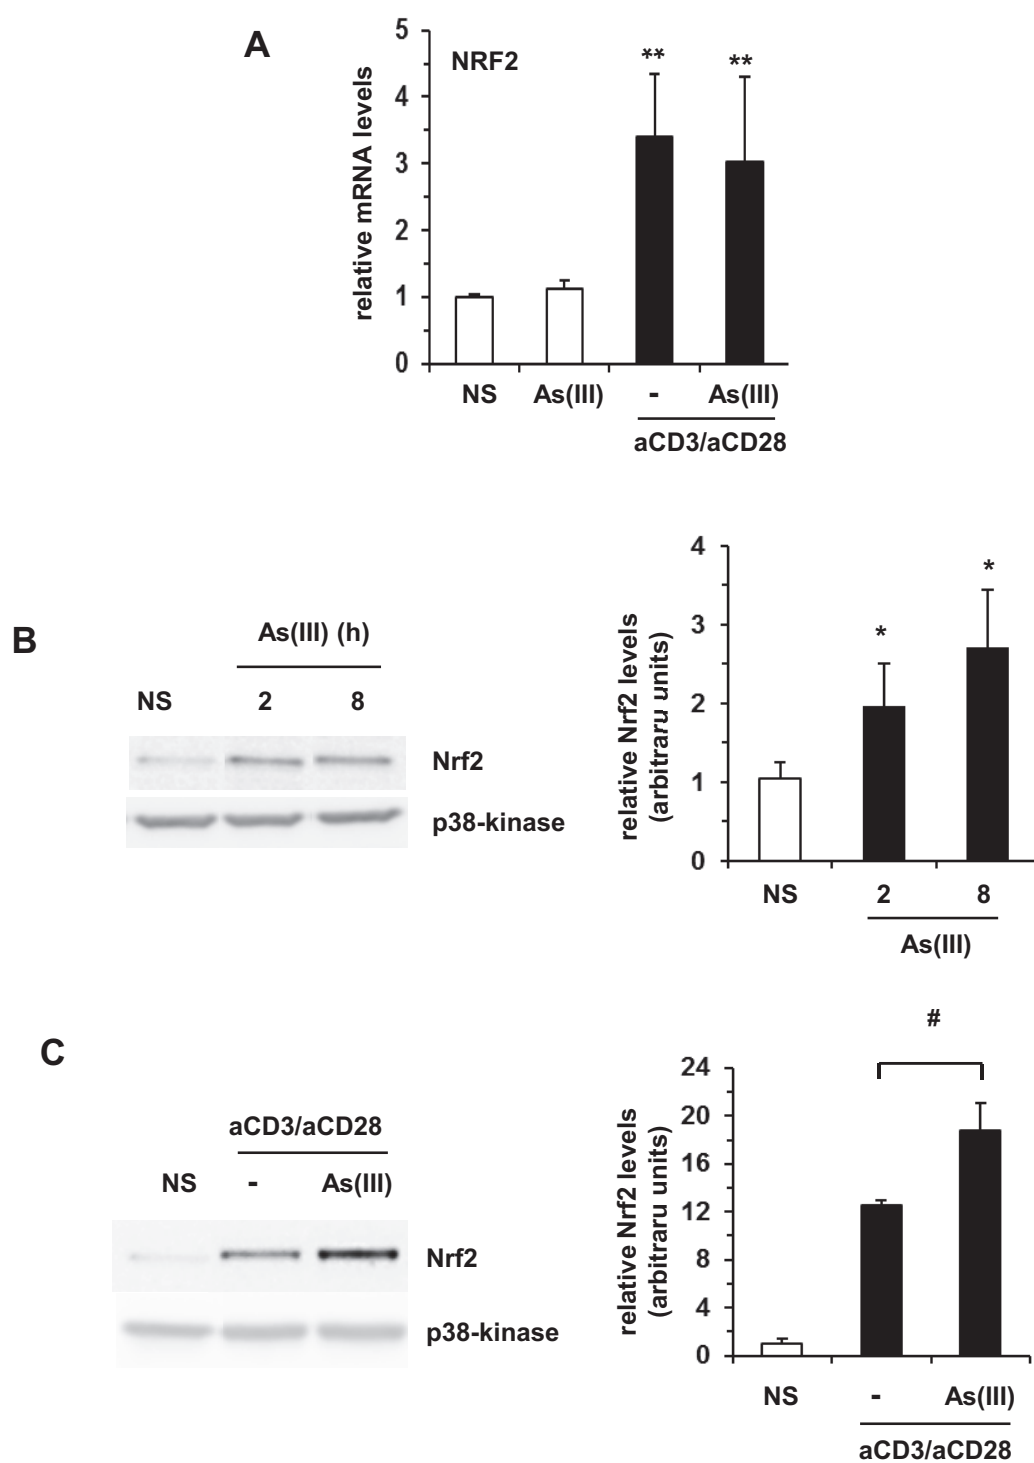 A
NRF2
relative mRNA levels
5
4
3
2
1
0
** **
NS As(III) - As(III)
aCD3/aCD28
B
As(III) (h)
NS 2 8
Nrf2
p38-kinase
relative Nrf2 levels
(arbitraru units)
4
3
2
1
0
* *
NS 2 8
As(III)
C
aCD3/aCD28
NS - As(III)
Nrf2
p38-kinase
#
relative Nrf2 levels
(arbitraru units)
24
20
16
12
8
4
0
NS - As(III)
aCD3/aCD28